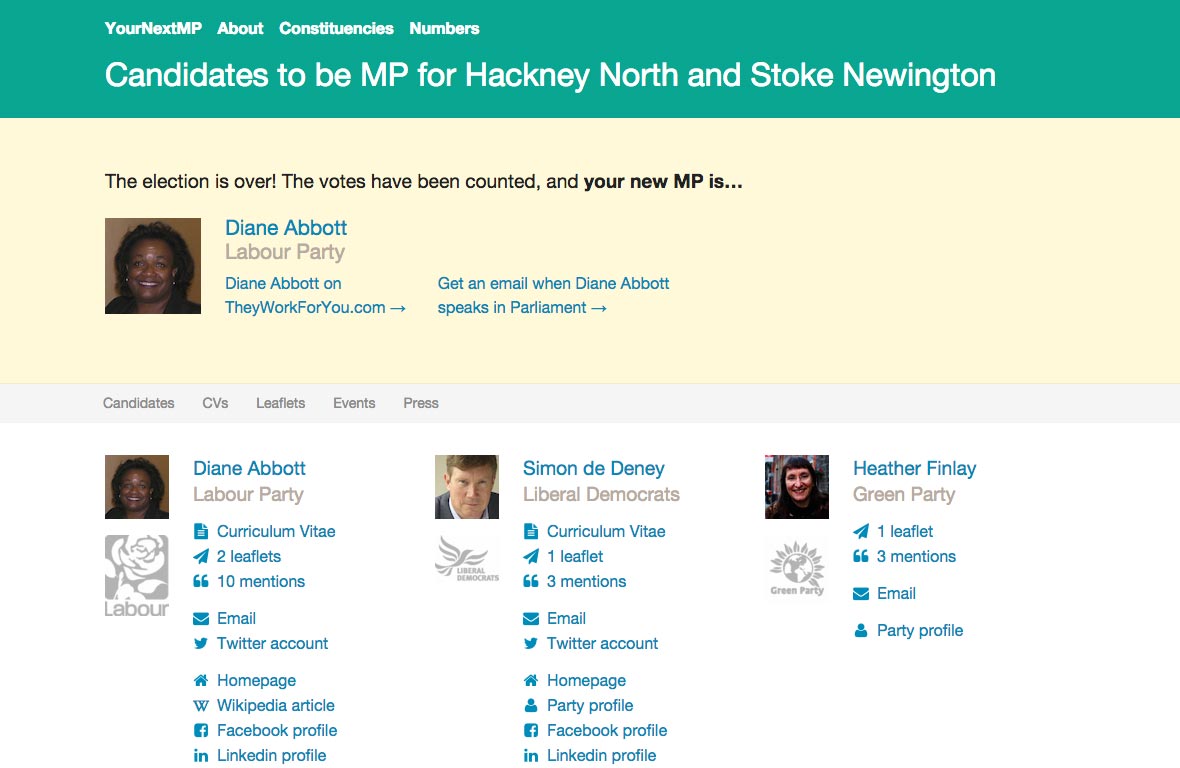 YourNextMP About Constituencies Numbers
Candidates to be MP for Hackney North and Stoke Newington
The election is over! The votes have been counted, and your new MP is...
Diane Abbott
Labour Party
Diane Abbott on
TheyWorkForYou.com →
Get an email when Diane Abbott
speaks in Parliament →
Candidates CVs Leaflets Events Press
Diane Abbott
Labour Party
Labour
Curriculum Vitae
2 leaflets
10 mentions
Email
Twitter account
Homepage
W Wikipedia article
Facebook profile
in Linkedin profile
Simon de Deney
Liberal Democrats
LIBERAL
DEMOCRATS
Curriculum Vitae
1 leaflet
3 mentions
Email
Twitter account
Homepage
Party profile
Facebook profile
in Linkedin profile
Heather Finlay
Green Party
Green Party
1 leaflet
3 mentions
Email
Party profile